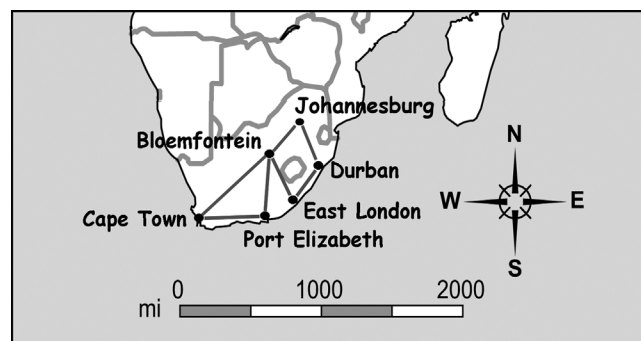 Johannesburg
Bloemfontein
Durban
Cape Town
East London
Port Elizabeth
N
W E
S
0 1000 2000
mi